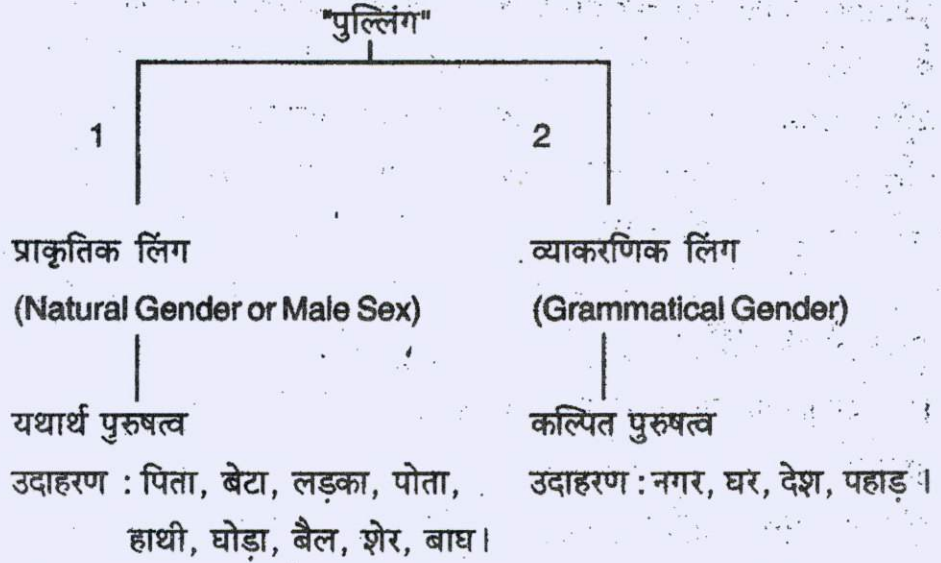 "पुल्लिंग"
1
प्राकृतिक लिंग
(Natural Gender or Male Sex)
यथार्थ पुरुषत्व
उदाहरण : पिता, बेटा, लड़का, पोता,
हाथी, घोड़ा, बैल, शेर, बाघ।
2
व्याकरणिक लिंग
(Grammatical Gender)
कल्पित पुरुषत्व
उदाहरण : नगर, घर, देश, पहाड़ ।